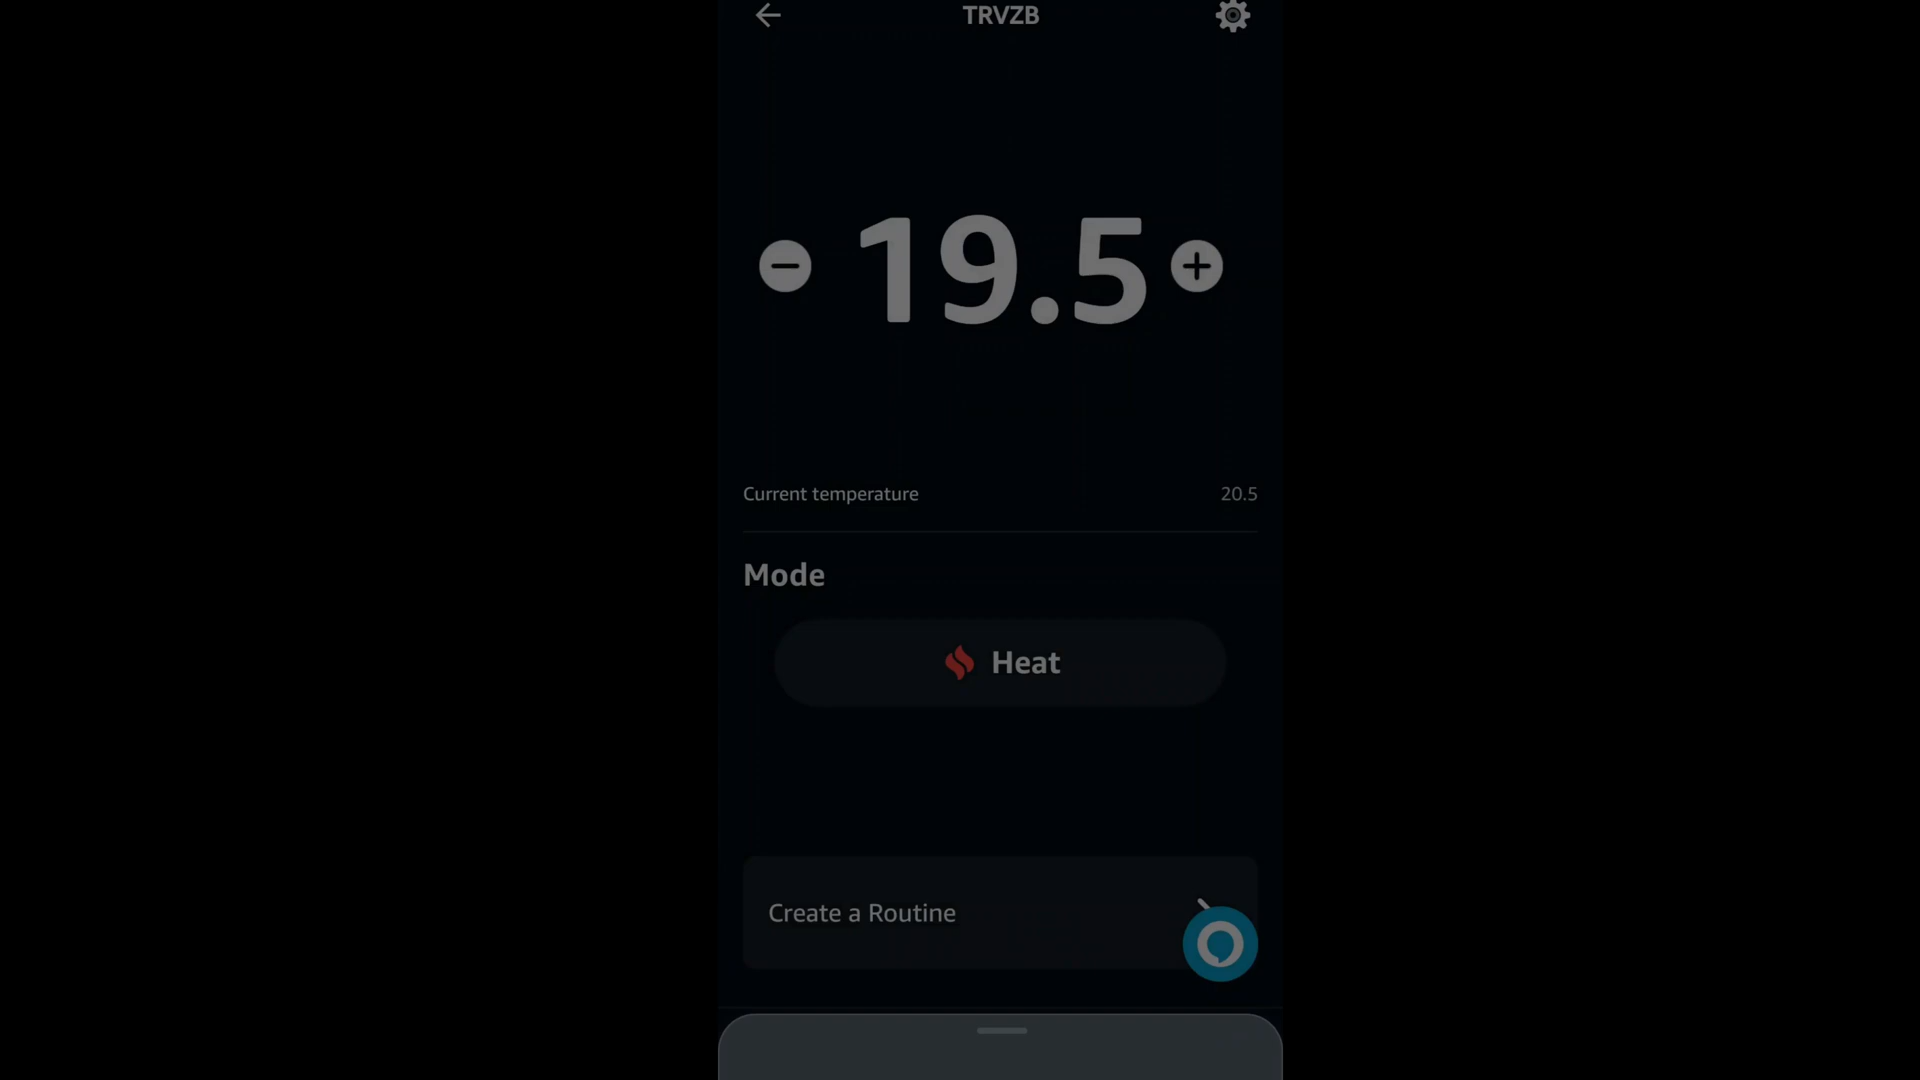 TRVZB
19.5
Current temperature 20.5
Mode
Heat
Create a Routine